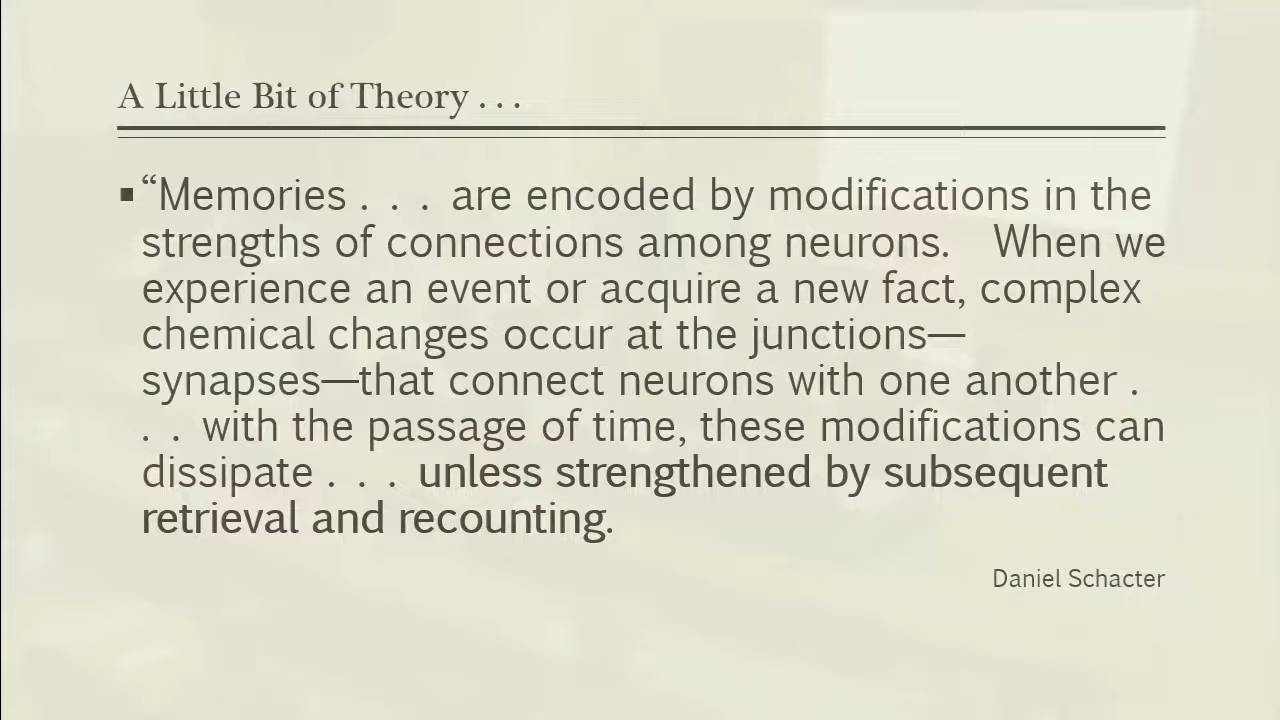 A Little Bit of Theory . . .
▪ “Memories . . . are encoded by modifications in the
strengths of connections among neurons. When we
experience an event or acquire a new fact, complex
chemical changes occur at the junctions—
synapses—that connect neurons with one another .
. . with the passage of time, these modifications can
dissipate . . . unless strengthened by subsequent
retrieval and recounting.
Daniel Schacter